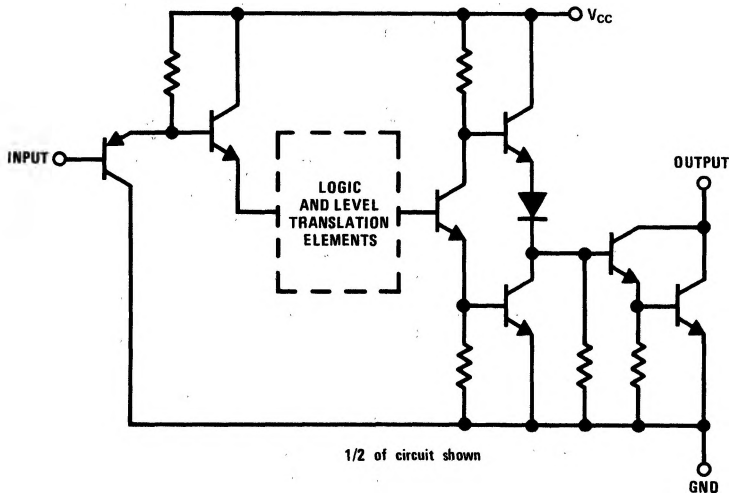 VCC
INPUT
LOGIC
AND LEVEL
TRANSLATION
ELEMENTS
OUTPUT
1/2 of circuit shown
GND